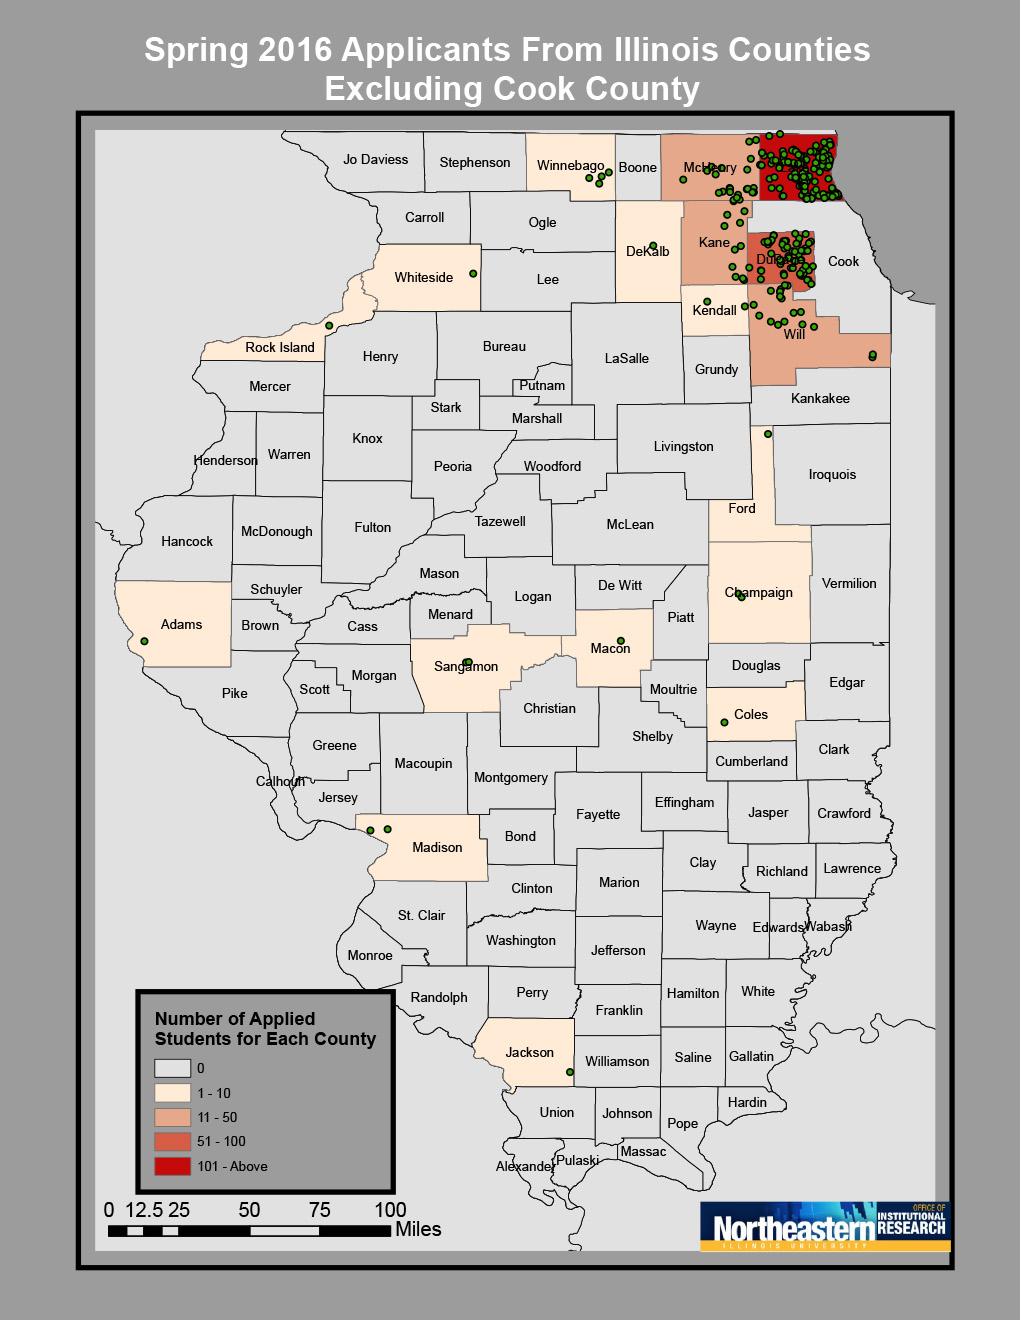 Spring 2016 Applicants From Illinois Counties
Excluding Cook County
Jo Daviess
Stephenson
Winnebago
Boone
McHenry
Carroll
Ogle
DeKalb
Kane
DuPage
Cook
Whiteside
Lee
Kendall
Will
Rock Island
Henry
Bureau
LaSalle
Grundy
Mercer
Putnam
Kankakee
Stark
Marshall
Henderson
Warren
Knox
Peoria
Woodford
Livingston
Iroquois
Ford
Hancock
McDonough
Fulton
Tazewell
McLean
Mason
Schuyler
Logan
De Witt
Champaign
Vermilion
Adams
Brown
Cass
Menard
Piatt
Sangamon
Macon
Douglas
Pike
Scott
Morgan
Moultrie
Edgar
Christian
Coles
Shelby
Greene
Macoupin
Clark
Cumberland
Calhoun
Montgomery
Jersey
Effingham
Fayette
Jasper
Crawford
Madison
Bond
Clay
Richland
Lawrence
Marion
Clinton
St. Clair
Wayne
Edwards
Wabash
Washington
Jefferson
Monroe
Randolph
Perry
Hamilton
White
Franklin
Jackson
Williamson
Saline
Gallatin
Union
Johnson
Hardin
Pope
Alexander
Pulaski
Massac
Number of Applied
Students for Each County
0
1 - 10
11 - 50
51 - 100
101 - Above
0 12.5 25 50 75 100
Miles
Northeastern
ILLINOIS UNIVERSITY
OFFICE OF
INSTITUTIONAL
RESEARCH